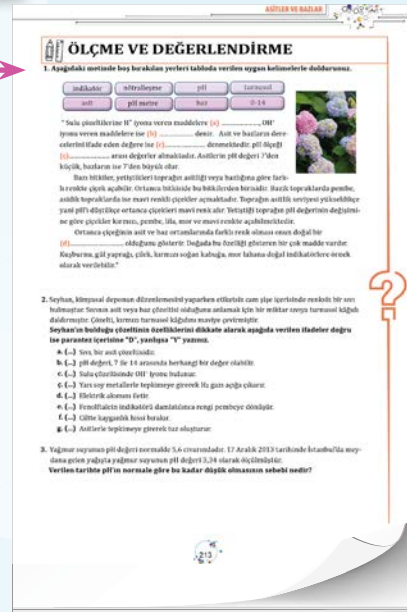 ASİTLER VE BAZLAR
ÖLÇME VE DEĞERLENDİRME
1. Aşağıdaki metinde boş bırakılan yerleri tabloda verilen uygun kelimelerle doldurunuz.
indikatör nötrolleşme pH turnusol
asit pH metre baz 0-14
" Sulu çözeltilerine H⁺ iyonu veren maddelere (a) .................., OH⁻
iyonu veren maddelere ise (b) .................. denir. Asit ve bazların dere-
celerini ifade eden değere ise (c).................. denmektedir. pH ölçeği
(ç).................. arası değerler almaktadır. Asitlerin pH değeri 7'den
küçük, bazların ise 7'den büyük olur.
Bazı bitkiler, yetiştikleri toprağın asitliği veya bazlığına göre fark-
lı renkte çiçek açabilir. Ortanca bitkiside bu bitkilerden birisidir. Bazik topraklarda pembe,
asidik topraklarda ise mavi renkli çiçekler açmaktadır. Toprağın asitlik seviyesi yükseldikçe
yani pH'ı düştükçe ortanca çiçekleri mavi renk alır. Yetiştiği toprağın pH değerinin değişimi-
ne göre çiçekler kırmızı, pembe, lila, mor ve mavi renkte açabilmektedir.
Ortanca çiçeğinin asit ve baz ortamlarında farklı renk olması onun doğal bir
(d).................. olduğunu gösterir. Doğada bu özelliği gösteren bir çok madde vardır.
Kuşburnu, gül yaprağı, çilek, kırmızı soğan kabuğu, mor lahana doğal indikatörlere örnek
olarak verilebilir."
2. Seyhan, kimyasal deponun düzenlemesini yaparken etiketsiz cam şişe içerisinde renksiz bir sıvı
bulmuştur. Sıvının asit veya baz çözeltisi olduğunu anlamak için bir miktar sıvıya turnusol kâğıdı
daldırmıştır. Çözelti, kırmızı turnusol kâğıdını maviye çevirmiştir.
Seyhan'ın bulduğu çözeltinin özelliklerini dikkate alarak aşağıda verilen ifadeler doğru
ise parantez içerisine "D", yanlışsa "Y" yazınız.
a. (...) Sıvı, bir asit çözeltisidir.
b. (...) pH değeri, 7 ile 14 arasında herhangi bir değer olabilir.
c. (...) Sulu çözeltisinde OH⁻ iyonu bulunur.
ç. (...) Yarı soy metallerle tepkimeye girerek H₂ gazı açığa çıkarır.
d. (...) Elektrik akımını iletir.
e. (...) Fenolftalein indikatörü damlatılınca rengi pembeye dönüşür.
f. (...) Ciltte kayganlık hissi bırakır.
g. (...) Asitlerle tepkimeye girerek tuz oluşturur.
3. Yağmur suyunun pH değeri normalde 5,6 civarındadır. 17 Aralık 2013 tarihinde İstanbul'da mey-
dana gelen yağışta yağmur suyunun pH değeri 3,34 olarak ölçülmüştür.
Verilen tarihte pH'ın normale göre bu kadar düşük olmasının sebebi nedir?
213